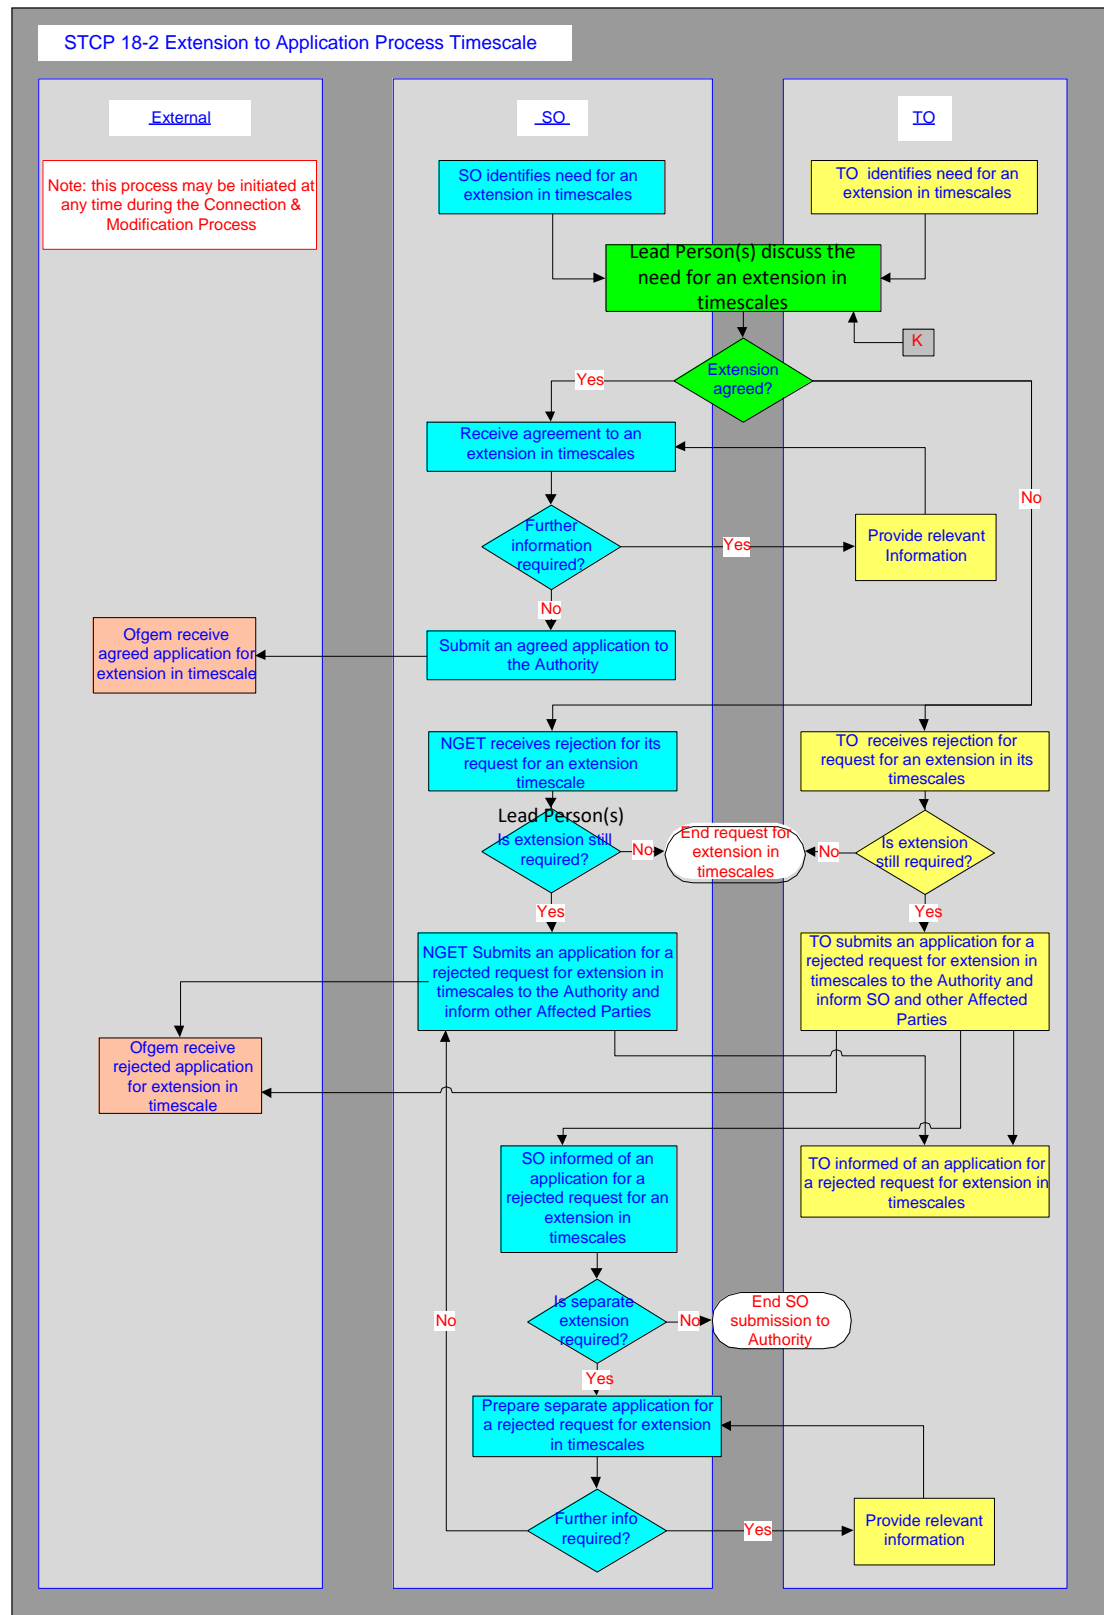 STCP 18-2 Extension to Application Process Timescale
External
SO
TO
Note: this process may be initiated at
any time during the Connection &
Modification Process
SO identifies need for an
extension in timescales
TO identifies need for an
extension in timescales
Lead Person(s) discuss the
need for an extension in
timescales
K
Extension
agreed?
Yes
No
Receive agreement to an
extension in timescales
Further
information
required?
Yes
Provide relevant
Information
No
Submit an agreed application to
the Authority
Ofgem receive
agreed application for
extension in timescale
NGET receives rejection for its
request for an extension
timescale
TO receives rejection for
request for an extension in its
timescales
Lead Person(s)
Is extension still
required?
No
End request for
extension in
timescales
No
Is extension
still required?
Yes
Yes
NGET Submits an application for a
rejected request for extension in
timescales to the Authority and
inform other Affected Parties
TO submits an application for a
rejected request for extension in
timescales to the Authority and
inform SO and other Affected
Parties
Ofgem receive
rejected application
for extension in
timescale
SO informed of an
application for a
rejected request for an
extension in
timescales
TO informed of an application for
a rejected request for extension in
timescales
Is separate
extension
required?
No
No
End SO
submission to
Authority
Yes
Prepare separate application for
a rejected request for extension
in timescales
Further info
required?
Yes
Provide relevant
information